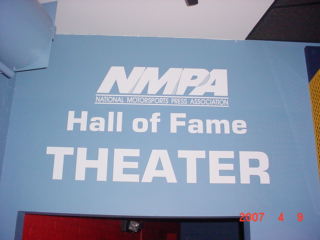 NMPA
NATIONAL MOTORSPORTS PRESS ASSOCIATION
Hall of Fame
THEATER
2007 4 9